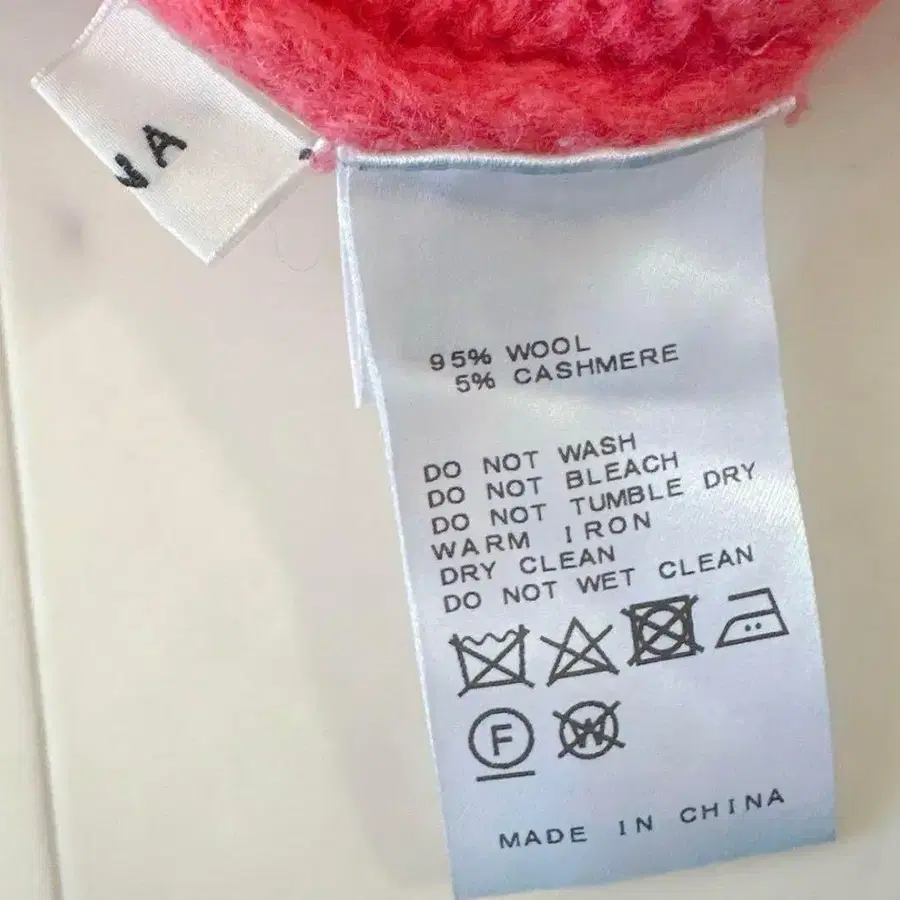 NA
95% WOOL
5% CASHMERE
DO NOT WASH
DO NOT BLEACH
DO NOT TUMBLE DRY
WARM IRON
DRY CLEAN
DO NOT WET CLEAN
F W
MADE IN CHINA